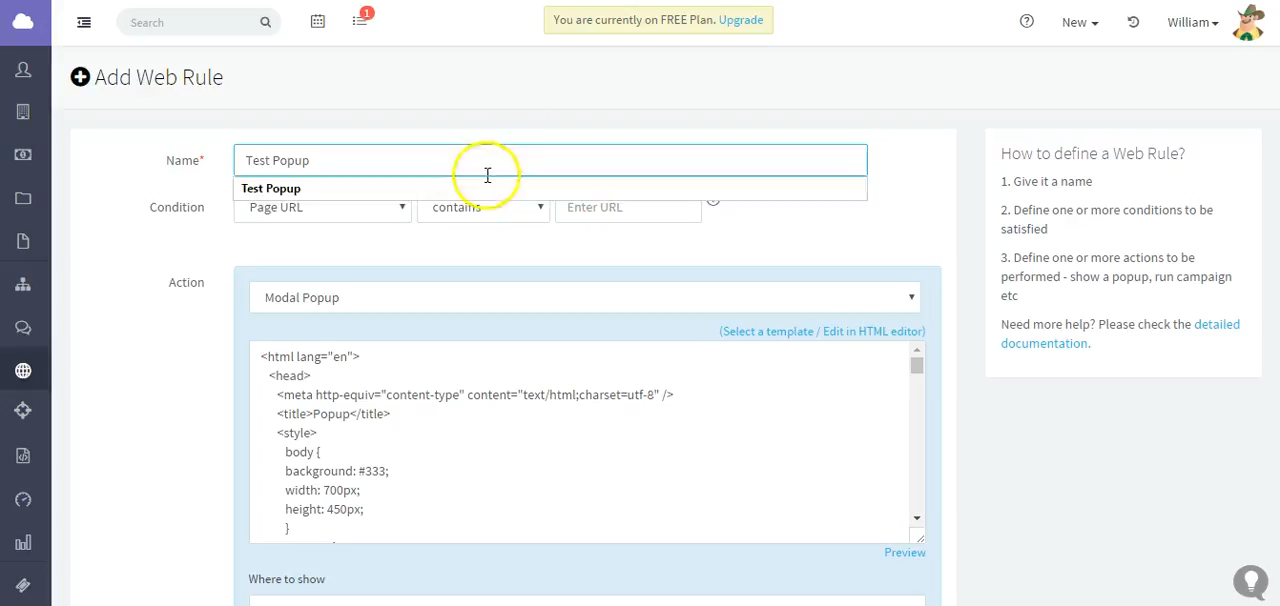 Search
1
You are currently on FREE Plan. Upgrade
New
William
Add Web Rule
Name*
Test Popup
Test Popup
Condition
Page URL
contains
Enter URL
Action
Modal Popup
(Select a template / Edit in HTML editor)
<html lang="en">
<head>
<meta http-equiv="content-type" content="text/html;charset=utf-8" />
<title>Popup</title>
<style>
body {
background: #333;
width: 700px;
height: 450px;
}
Preview
Where to show
How to define a Web Rule?
1. Give it a name
2. Define one or more conditions to be
satisfied
3. Define one or more actions to be
performed - show a popup, run campaign
etc
Need more help? Please check the detailed
documentation.